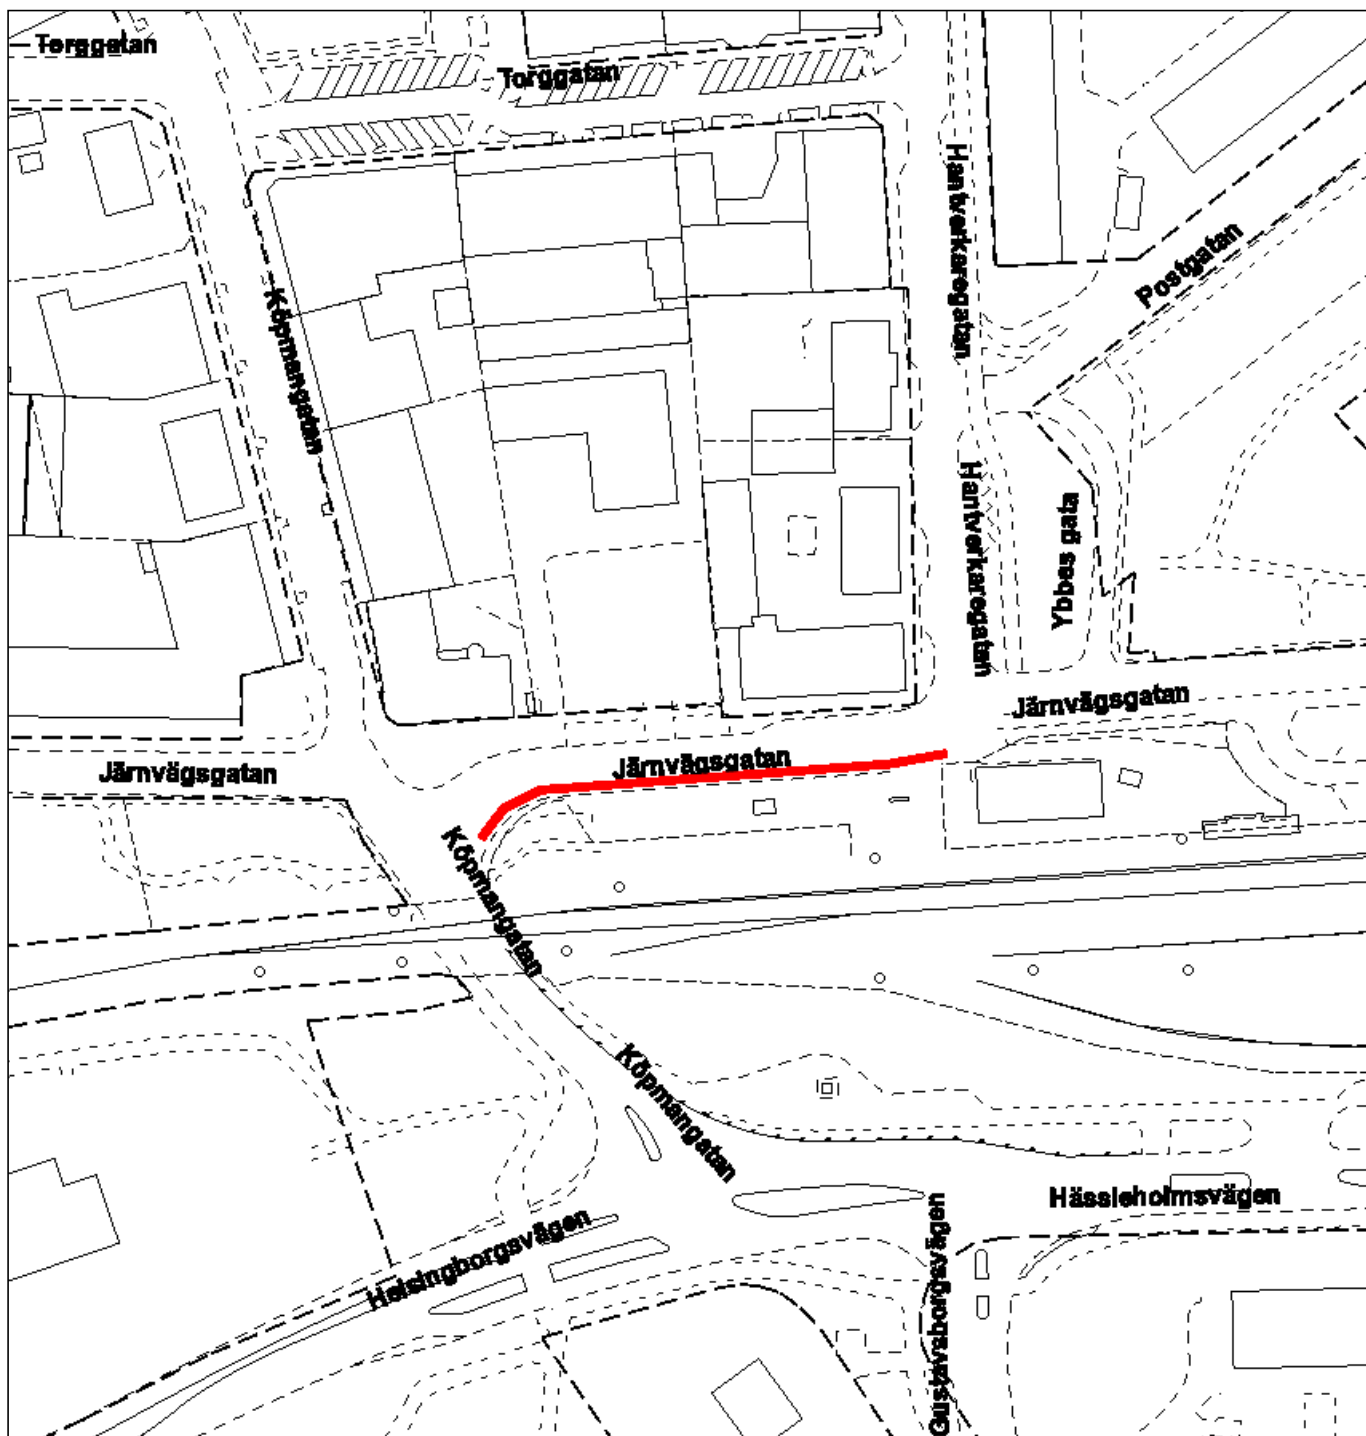 Torggatan
Torggatan
Hantverkaregatan
Postgatan
Köpmangatan
Hantverkaregatan
Ybbes gata
Järnvägsgatan
Järnvägsgatan
Järnvägsgatan
Köpmangatan
Köpmangatan
Hässleholmsvägen
Helsingborgsvägen
Gustavsborgsvägen